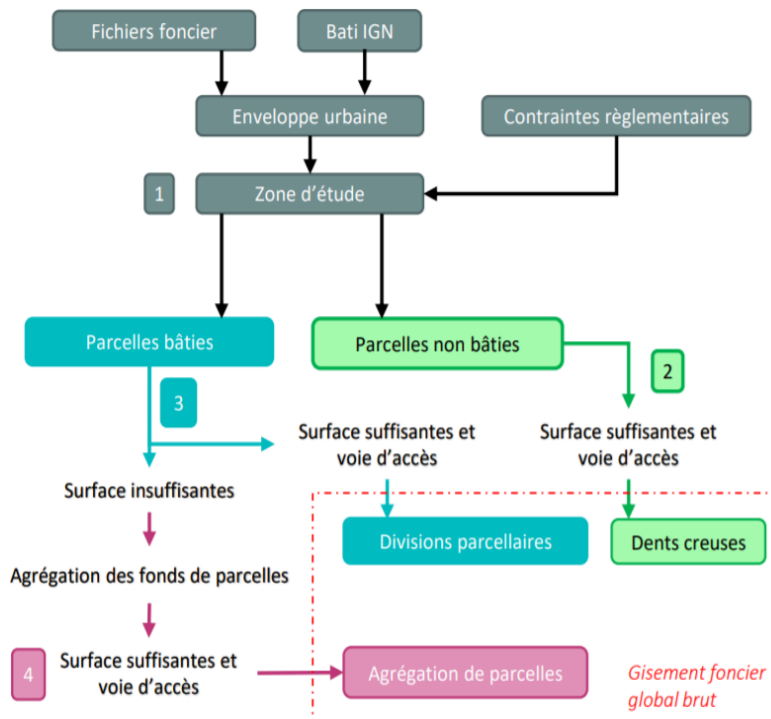 Fichiers foncier
Bati IGN
Enveloppe urbaine
Contraintes règlementaires
1
Zone d'étude
Parcelles bâties
Parcelles non bâties
2
3
Surface suffisantes et
voie d'accès
Surface suffisantes et
voie d'accès
Surface insuffisantes
Divisions parcellaires
Dents creuses
Agrégation des fonds de parcelles
4
Surface suffisantes et
voie d'accès
Agrégation de parcelles
Gisement foncier
global brut